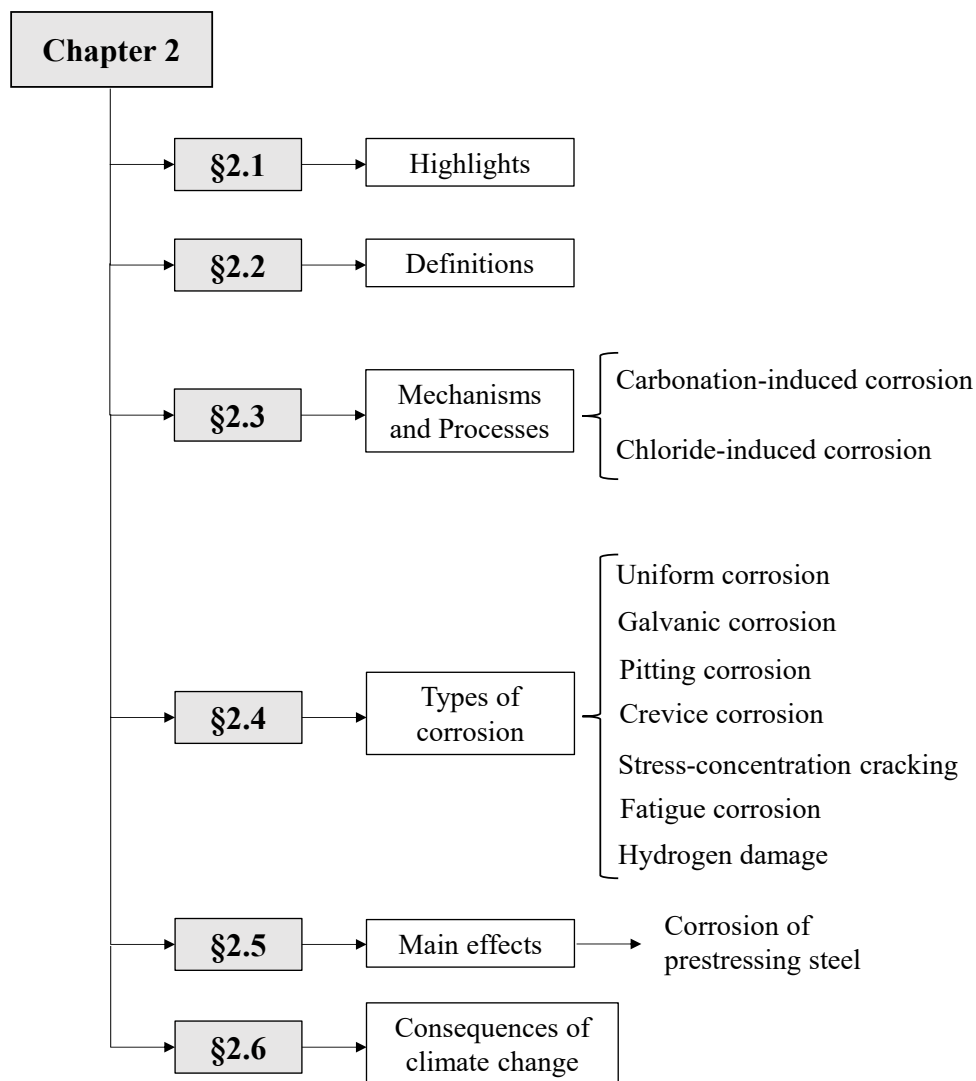 Chapter 2
§2.1
Highlights
§2.2
Definitions
§2.3
Mechanisms
and Processes
Carbonation-induced corrosion
Chloride-induced corrosion
§2.4
Types of
corrosion
Uniform corrosion
Galvanic corrosion
Pitting corrosion
Crevice corrosion
Stress-concentration cracking
Fatigue corrosion
Hydrogen damage
§2.5
Main effects
Corrosion of
prestressing steel
§2.6
Consequences of
climate change